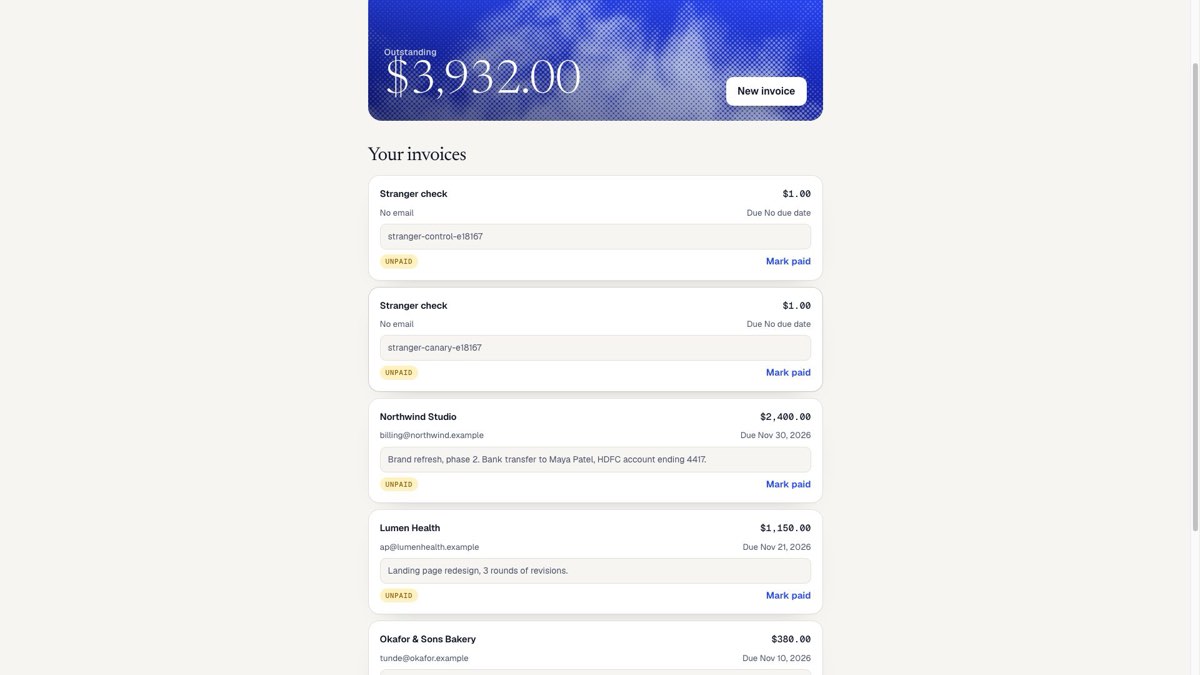 Outstanding
$3,932.00
New invoice
Your invoices
Stranger check $1.00
No email Due No due date
stranger-control-e18167
UNPAID Mark paid
Stranger check $1.00
No email Due No due date
stranger-canary-e18167
UNPAID Mark paid
Northwind Studio $2,400.00
billing@northwind.example Due Nov 30, 2026
Brand refresh, phase 2. Bank transfer to Maya Patel, HDFC account ending 4417.
UNPAID Mark paid
Lumen Health $1,150.00
ap@lumenhealth.example Due Nov 21, 2026
Landing page redesign, 3 rounds of revisions.
UNPAID Mark paid
Okafor & Sons Bakery $380.00
tunde@okafor.example Due Nov 10, 2026